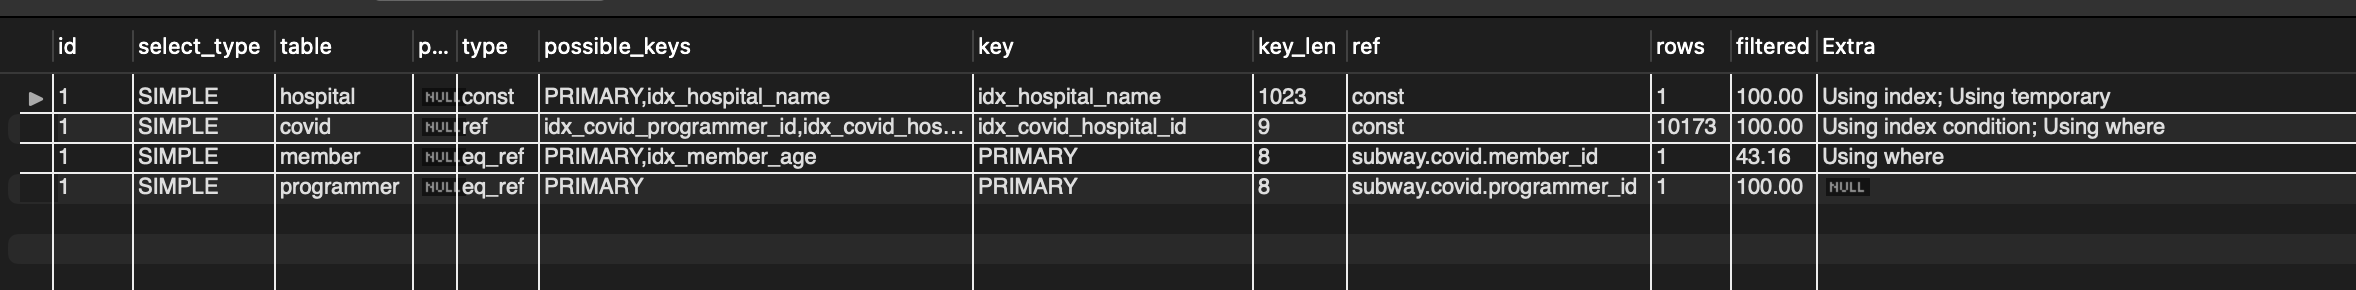 id select_type table p... type possible_keys key key_len ref rows filtered Extra
1 SIMPLE hospital NULL const PRIMARY,idx_hospital_name idx_hospital_name 1023 const 1 100.00 Using index; Using temporary
1 SIMPLE covid NULL ref idx_covid_programmer_id,idx_covid_hos... idx_covid_hospital_id 9 const 10173 100.00 Using index condition; Using where
1 SIMPLE member NULL eq_ref PRIMARY,idx_member_age PRIMARY 8 subway.covid.member_id 1 43.16 Using where
1 SIMPLE programmer NULL eq_ref PRIMARY PRIMARY 8 subway.covid.programmer_id 1 100.00 NULL